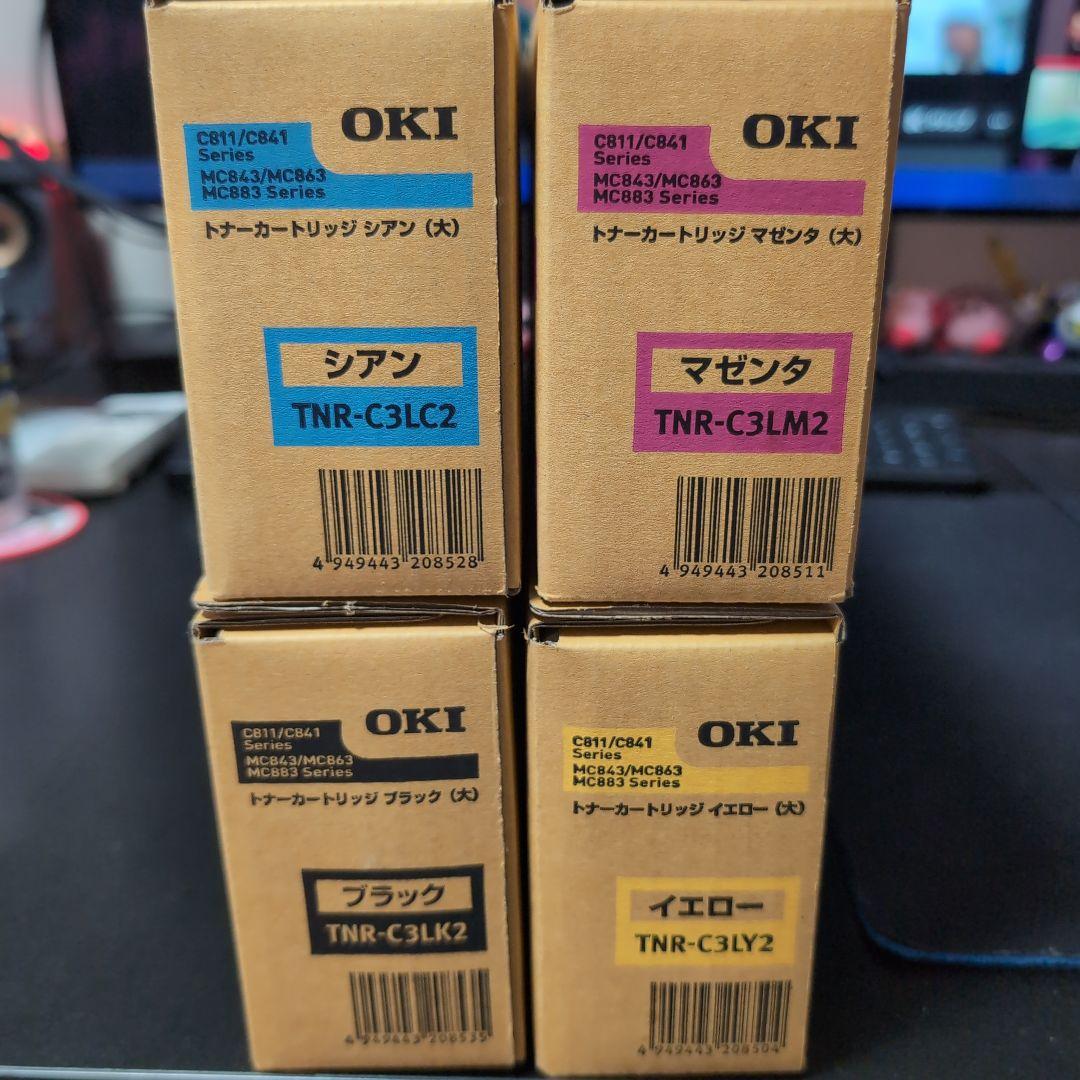 OKI
C811/C841
Series
MC843/MC863
MC883 Series
トナーカートリッジ シアン（大）
シアン
TNR-C3LC2
4 949443 208528
OKI
C811/C841
Series
MC843/MC863
MC883 Series
トナーカートリッジ マゼンタ（大）
マゼンタ
TNR-C3LM2
4 949443 208511
OKI
C811/C841
Series
MC843/MC863
MC883 Series
トナーカートリッジ ブラック（大）
ブラック
TNR-C3LK2
4 949443 208535
OKI
C811/C841
Series
MC843/MC863
MC883 Series
トナーカートリッジ イエロー（大）
イエロー
TNR-C3LY2
4 949443 208504